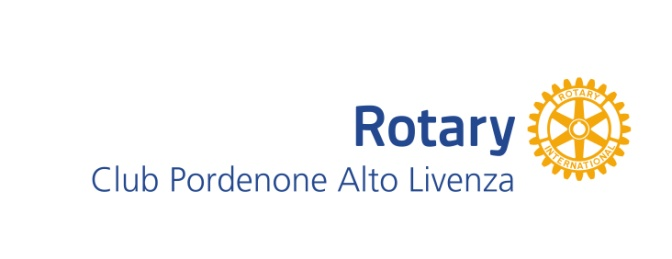 Rotary
Club Pordenone Alto Livenza
ROTARY
INTERNATIONAL